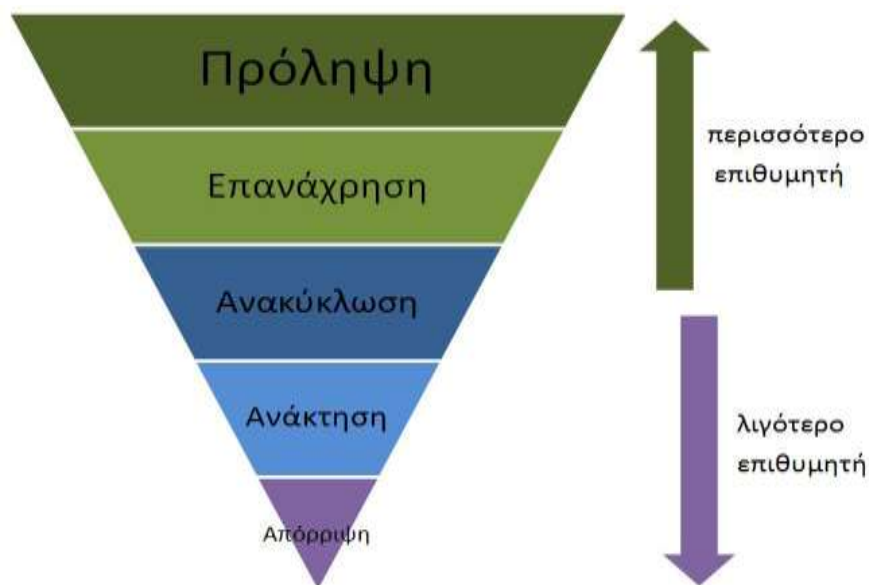 Πρόληψη
Επανάχρηση
Ανακύκλωση
Ανάκτηση
Απόρριψη
περισσότερο
επιθυμητή
λιγότερο
επιθυμητή